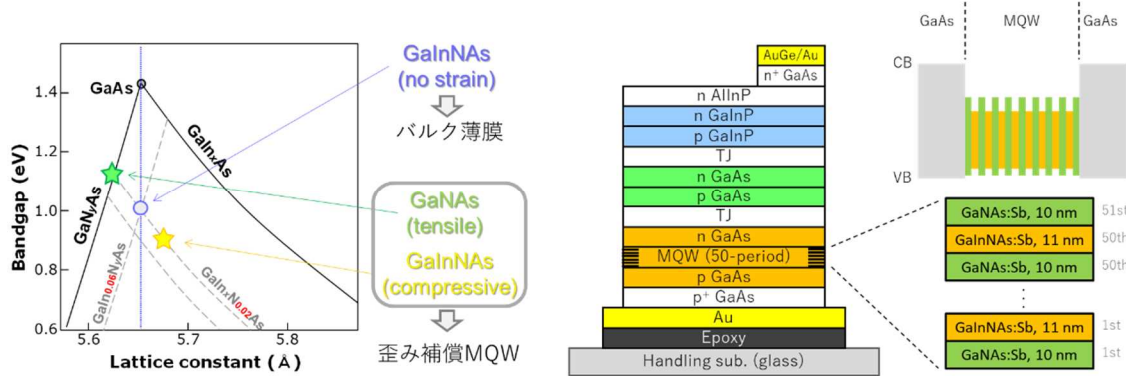 GaInNAs
(no strain)
バルク薄膜
GaNAs
(tensile)
GaInNAs
(compressive)
歪み補償MQW
Bandgap (eV)
1.4
1.2
1.0
0.8
0.6
5.6
5.7
5.8
Lattice constant (Å)
GaAs
GaInxAs
GaNyAs
GaIn0.06NyAs
GaInxN0.02As
AuGe/Au
n+ GaAs
n AlInP
n GaInP
p GaInP
TJ
n GaAs
p GaAs
TJ
n GaAs
MQW (50-period)
p GaAs
p+ GaAs
Au
Epoxy
Handling sub. (glass)
GaAs
MQW
GaAs
CB
VB
GaNAs:Sb, 10 nm 51st
GaInNAs:Sb, 11 nm 50th
GaNAs:Sb, 10 nm 50th
⋮
GaInNAs:Sb, 11 nm 1st
GaNAs:Sb, 10 nm 1st